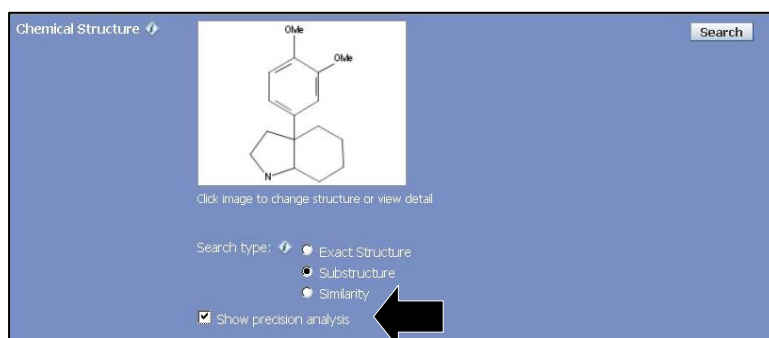 Chemical Structure
Search
OMe
OMe
N
Click image to change structure or view detail
Search type:
Exact Structure
Substructure
Similarity
Show precision analysis